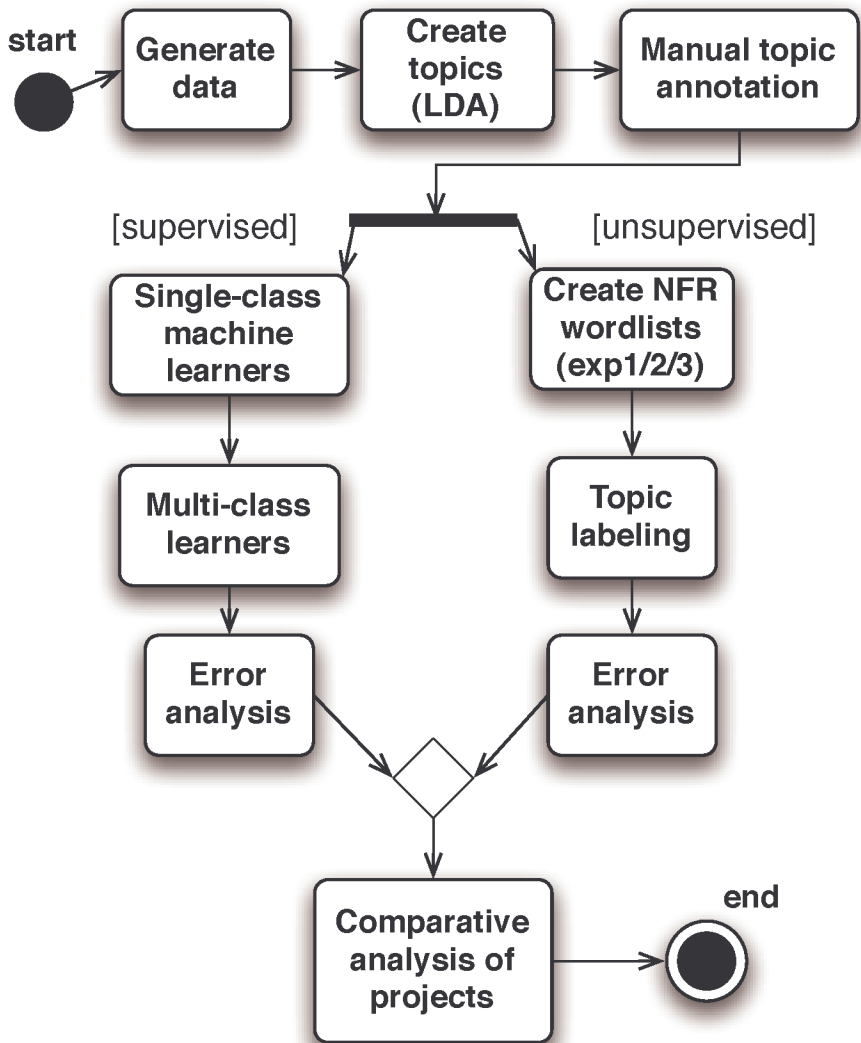 start
Generate
data
Create
topics
(LDA)
Manual topic
annotation
[supervised]
[unsupervised]
Single-class
machine
learners
Create NFR
wordlists
(exp1/2/3)
Multi-class
learners
Topic
labeling
Error
analysis
Error
analysis
Comparative
analysis of
projects
end